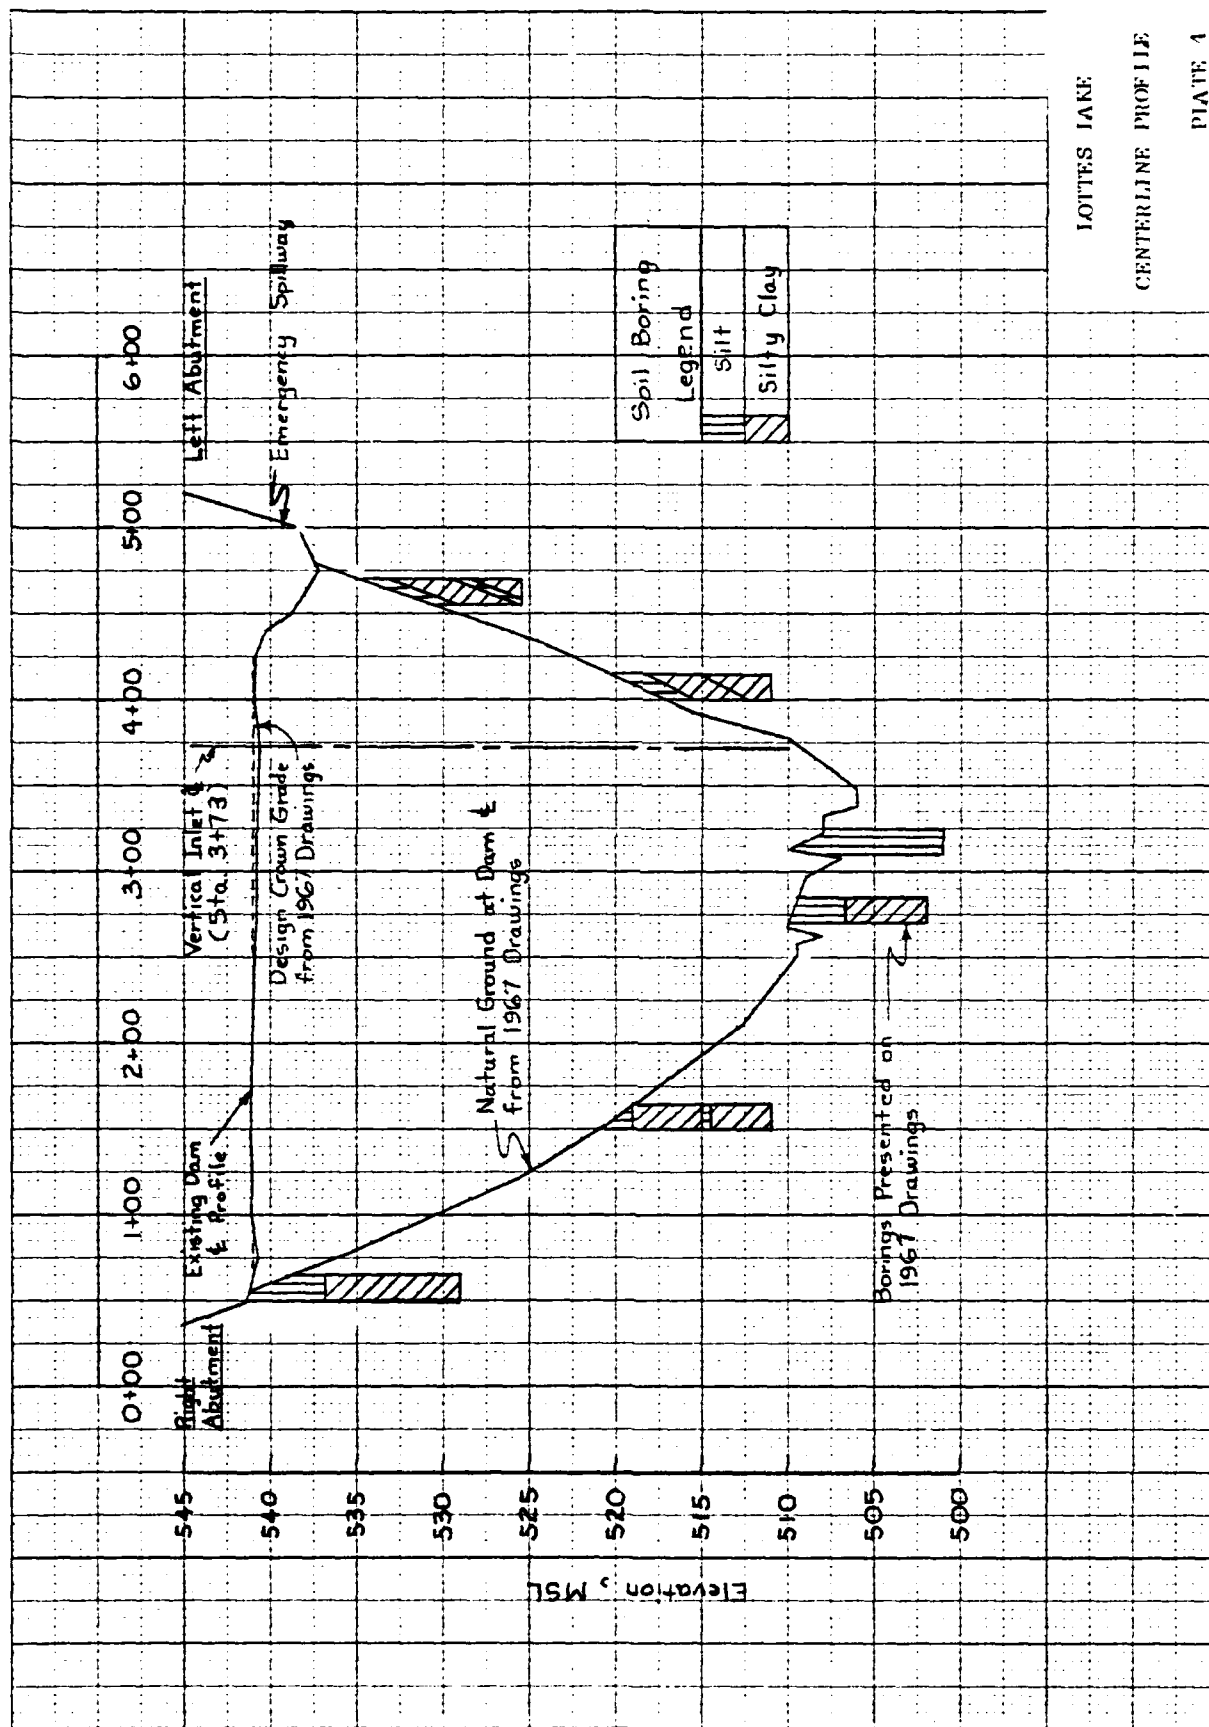 0+00
1+00
2+00
3+00
4+00
5+00
6+00
Right
Abutment
Existing Dam
℄ Profile
Vertical Inlet ℄
(Sta. 3+73)
Left Abutment
Design Crown Grade
from 1967 Drawings
Emergency Spillway
Natural Ground at Dam ℄
from 1967 Drawings
Soil Boring
Legend
Silt
Silty Clay
Borings Presented on
1967 Drawings
545
540
535
530
525
520
515
510
505
500
Elevation, MSL
LOTTES LAKE
CENTERLINE PROFILE
PLATE 4